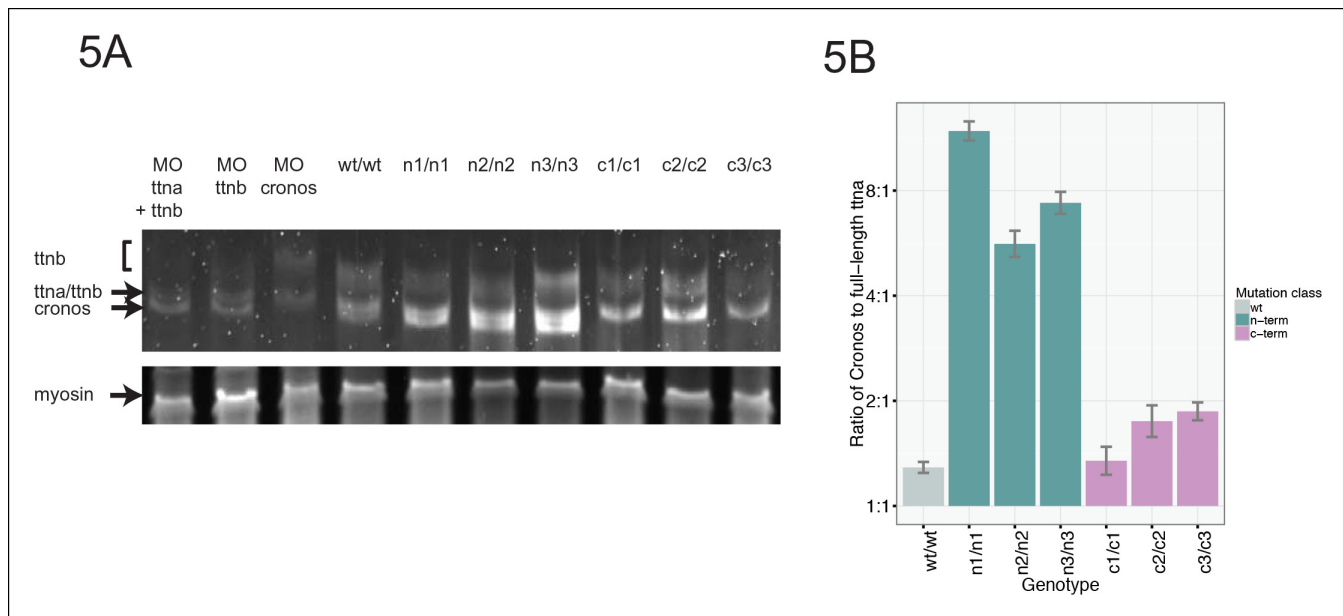 5A
MO
ttna
+ ttnb
MO
ttnb
MO
cronos
wt/wt
n1/n1
n2/n2
n3/n3
c1/c1
c2/c2
c3/c3
ttnb
ttna/ttnb
cronos
myosin
5B
Ratio of Cronos to full-length ttna
8:1
4:1
2:1
1:1
wt/wt
n1/n1
n2/n2
n3/n3
c1/c1
c2/c2
c3/c3
Genotype
Mutation class
wt
n-term
c-term